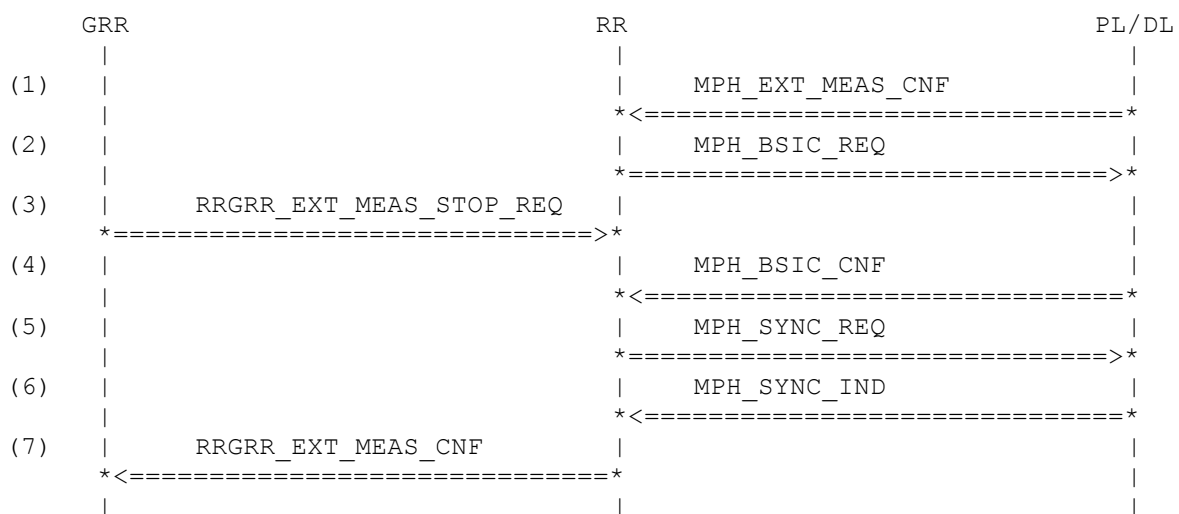 GRR RR PL/DL
| | |
(1) | | MPH_EXT_MEAS_CNF |
| *<==============================*
(2) | | MPH_BSIC_REQ |
| *==============================>*
(3) | RRGRR_EXT_MEAS_STOP_REQ | |
*==============================>* |
(4) | | MPH_BSIC_CNF |
| *<==============================*
(5) | | MPH_SYNC_REQ |
| *==============================>*
(6) | | MPH_SYNC_IND |
| *<==============================*
(7) | RRGRR_EXT_MEAS_CNF | |
*<==============================* |
| | |